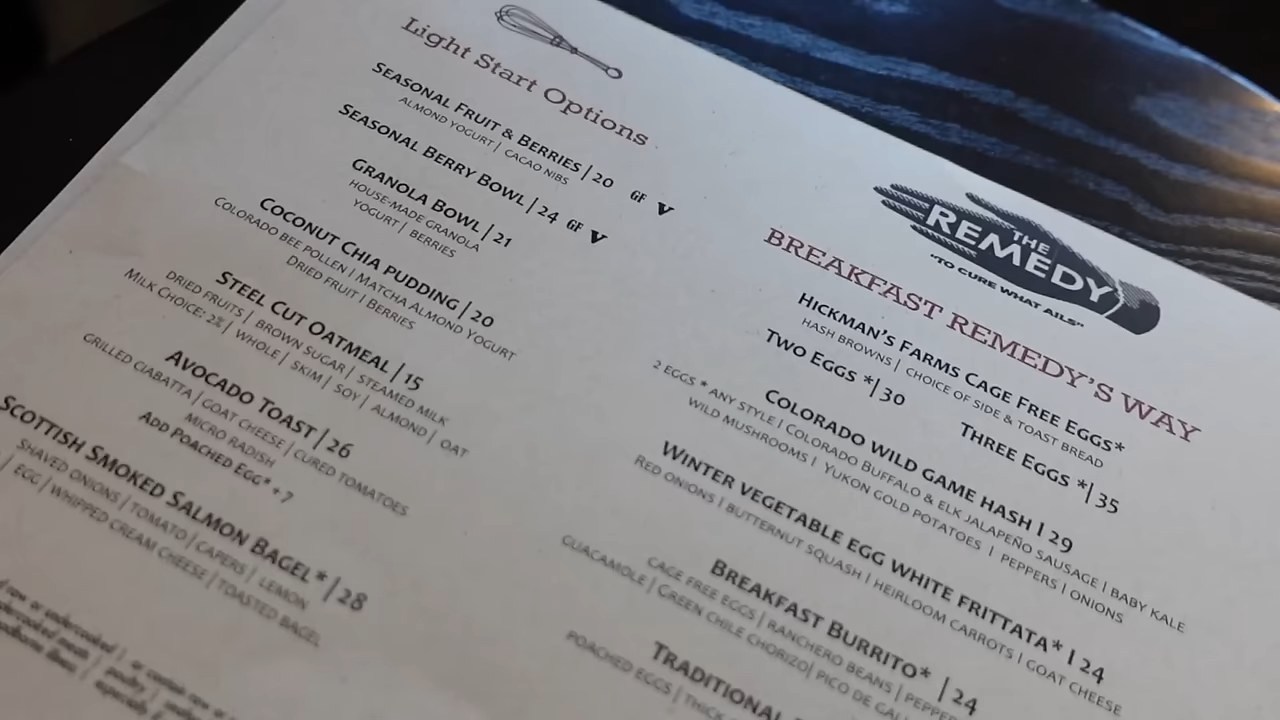 Light Start Options
SEASONAL FRUIT & BERRIES | 20 GF V
ALMOND YOGURT | CACAO NIBS
SEASONAL BERRY BOWL | 24 GF V
GRANOLA BOWL | 21
HOUSE-MADE GRANOLA
YOGURT | BERRIES
COCONUT CHIA PUDDING | 20
COLORADO BEE POLLEN | MATCHA ALMOND YOGURT
DRIED FRUIT | BERRIES
STEEL CUT OATMEAL | 15
DRIED FRUITS | BROWN SUGAR | STEAMED MILK
MILK CHOICE: 2% | WHOLE | SKIM | SOY | ALMOND | OAT
AVOCADO TOAST | 26
GRILLED CIABATTA | GOAT CHEESE | CURED TOMATOES
MICRO RADISH
ADD POACHED EGG* +7
SCOTTISH SMOKED SALMON BAGEL * | 28
SHAVED ONIONS | TOMATO | CAPERS | LEMON
| EGG | WHIPPED CREAM CHEESE | TOASTED BAGEL
raw or undercooked
THE
REMEDY
"TO CURE WHAT AILS"
BREAKFAST REMEDY'S WAY
HICKMAN'S FARMS CAGE FREE EGGS*
HASH BROWNS | CHOICE OF SIDE & TOAST BREAD
TWO EGGS *| 30 THREE EGGS *| 35
COLORADO WILD GAME HASH | 29
2 EGGS * ANY STYLE | COLORADO BUFFALO & ELK JALAPEÑO SAUSAGE | BABY KALE
WILD MUSHROOMS | YUKON GOLD POTATOES | PEPPERS | ONIONS
WINTER VEGETABLE EGG WHITE FRITTATA* | 24
RED ONIONS | BUTTERNUT SQUASH | HEIRLOOM CARROTS | GOAT CHEESE
BREAKFAST BURRITO* | 24
CAGE FREE EGGS | RANCHERO BEANS | PEPPER
GUACAMOLE | GREEN CHILE CHORIZO | PICO DE GAL
TRADITIONAL
POACHED EGGS | THICK